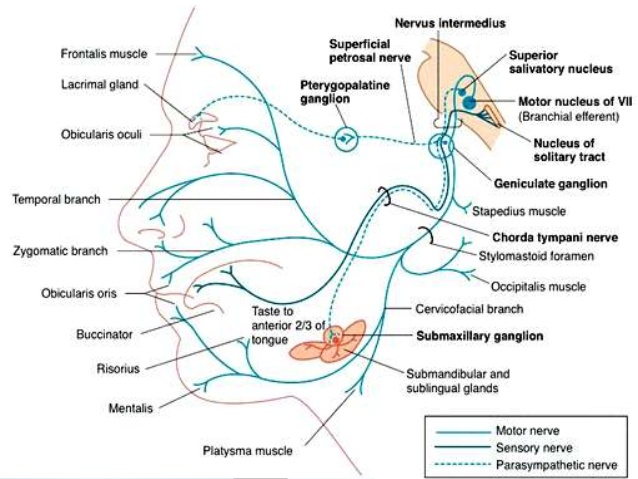 Nervus intermedius
Frontalis muscle
Superficial
petrosal nerve
Superior
salivatory nucleus
Lacrimal gland
Pterygopalatine
ganglion
Motor nucleus of VII
(Branchial efferent)
Obicularis oculi
Nucleus of
solitary tract
Geniculate ganglion
Temporal branch
Stapedius muscle
Chorda tympani nerve
Zygomatic branch
Stylomastoid foramen
Occipitalis muscle
Obicularis oris
Taste to
anterior 2/3 of
tongue
Cervicofacial branch
Buccinator
Submaxillary ganglion
Risorius
Submandibular and
sublingual glands
Mentalis
Platysma muscle
Motor nerve
Sensory nerve
Parasympathetic nerve